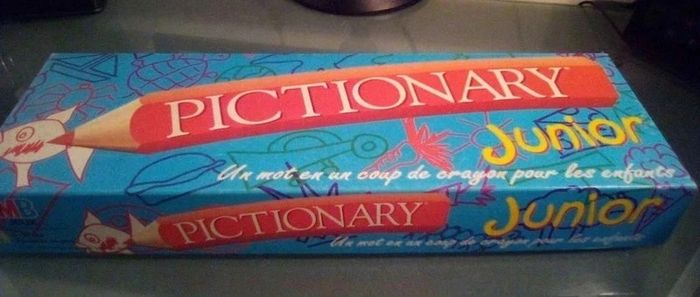 PICTIONARY
Junior
Un mot en un coup de crayon pour les enfants
MB
PICTIONARY
Junior
Un mot en un coup de crayon pour les enfants